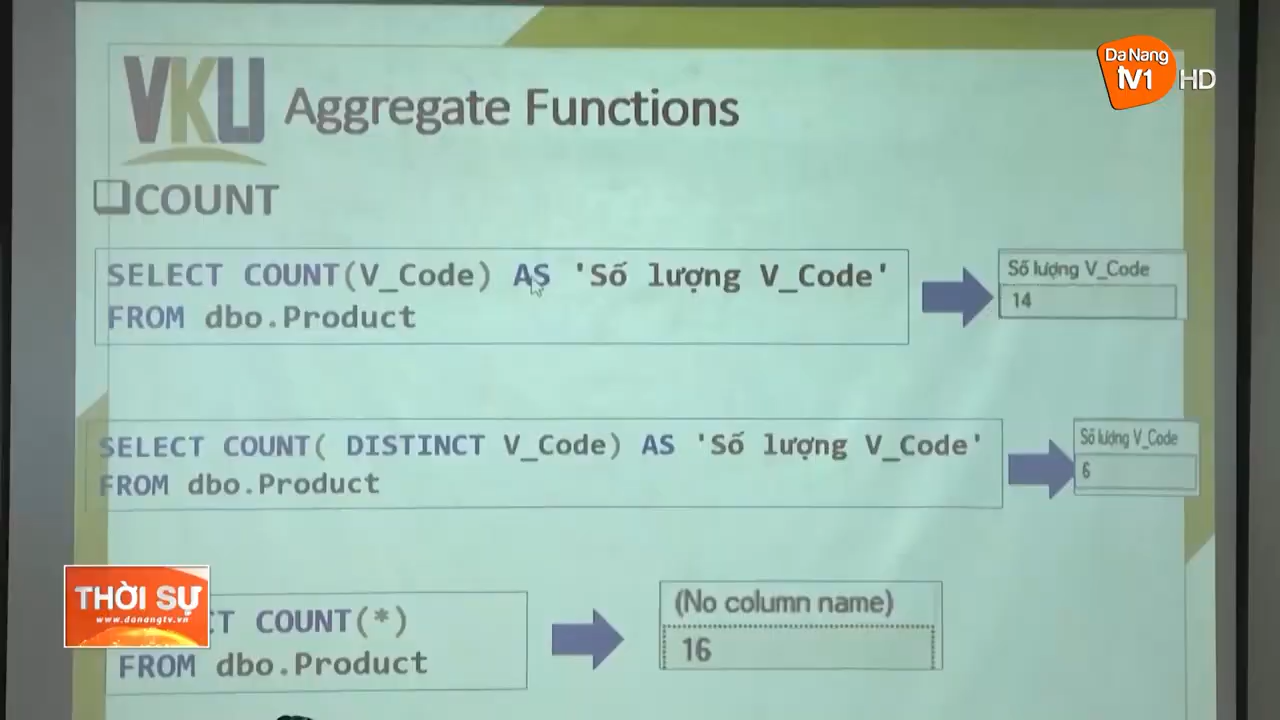 Da Nang
tv1 HD
VKU Aggregate Functions
COUNT
SELECT COUNT(V_Code) AS 'Số lượng V_Code'
FROM dbo.Product
Số lượng V_Code
14
SELECT COUNT( DISTINCT V_Code) AS 'Số lượng V_Code'
FROM dbo.Product
Số lượng V_Code
6
THỜI SỰ
www.danangtv.vn
CT COUNT(*)
FROM dbo.Product
(No column name)
16